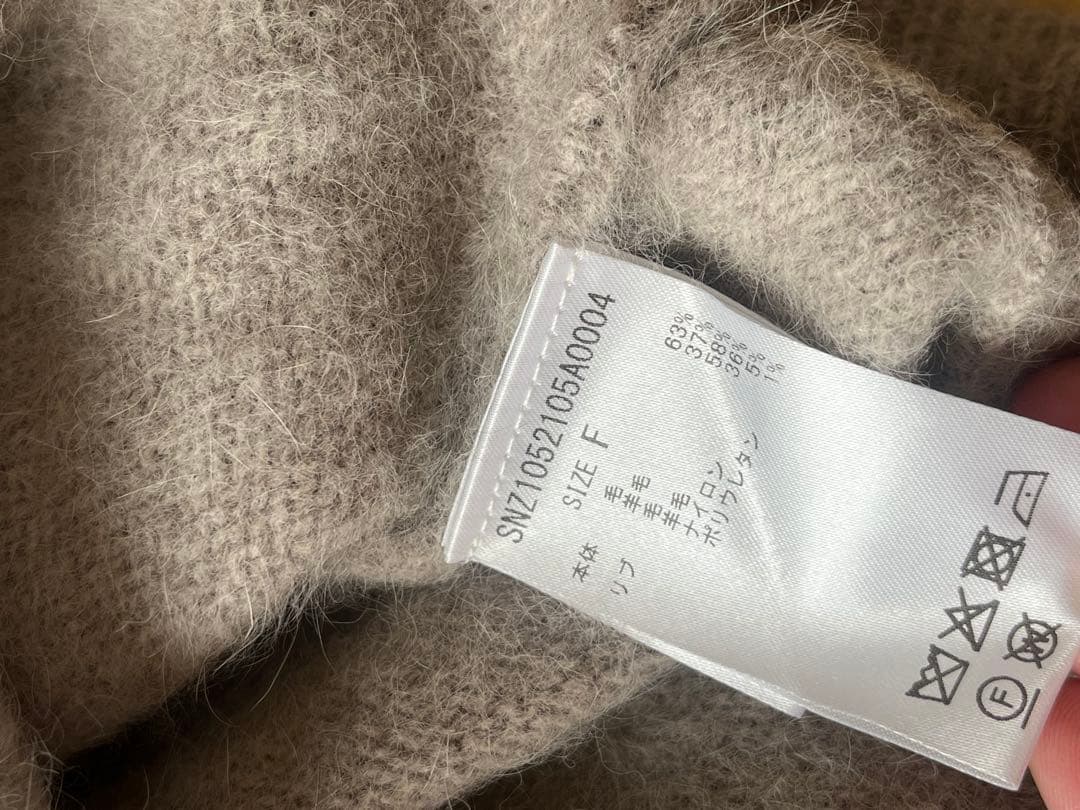 SNZ1052105A0004
SIZE F
本体 毛 63%
羊毛 37%
リブ 毛 58%
羊毛 36%
ナイロン 5%
ポリウレタン 1%
F W